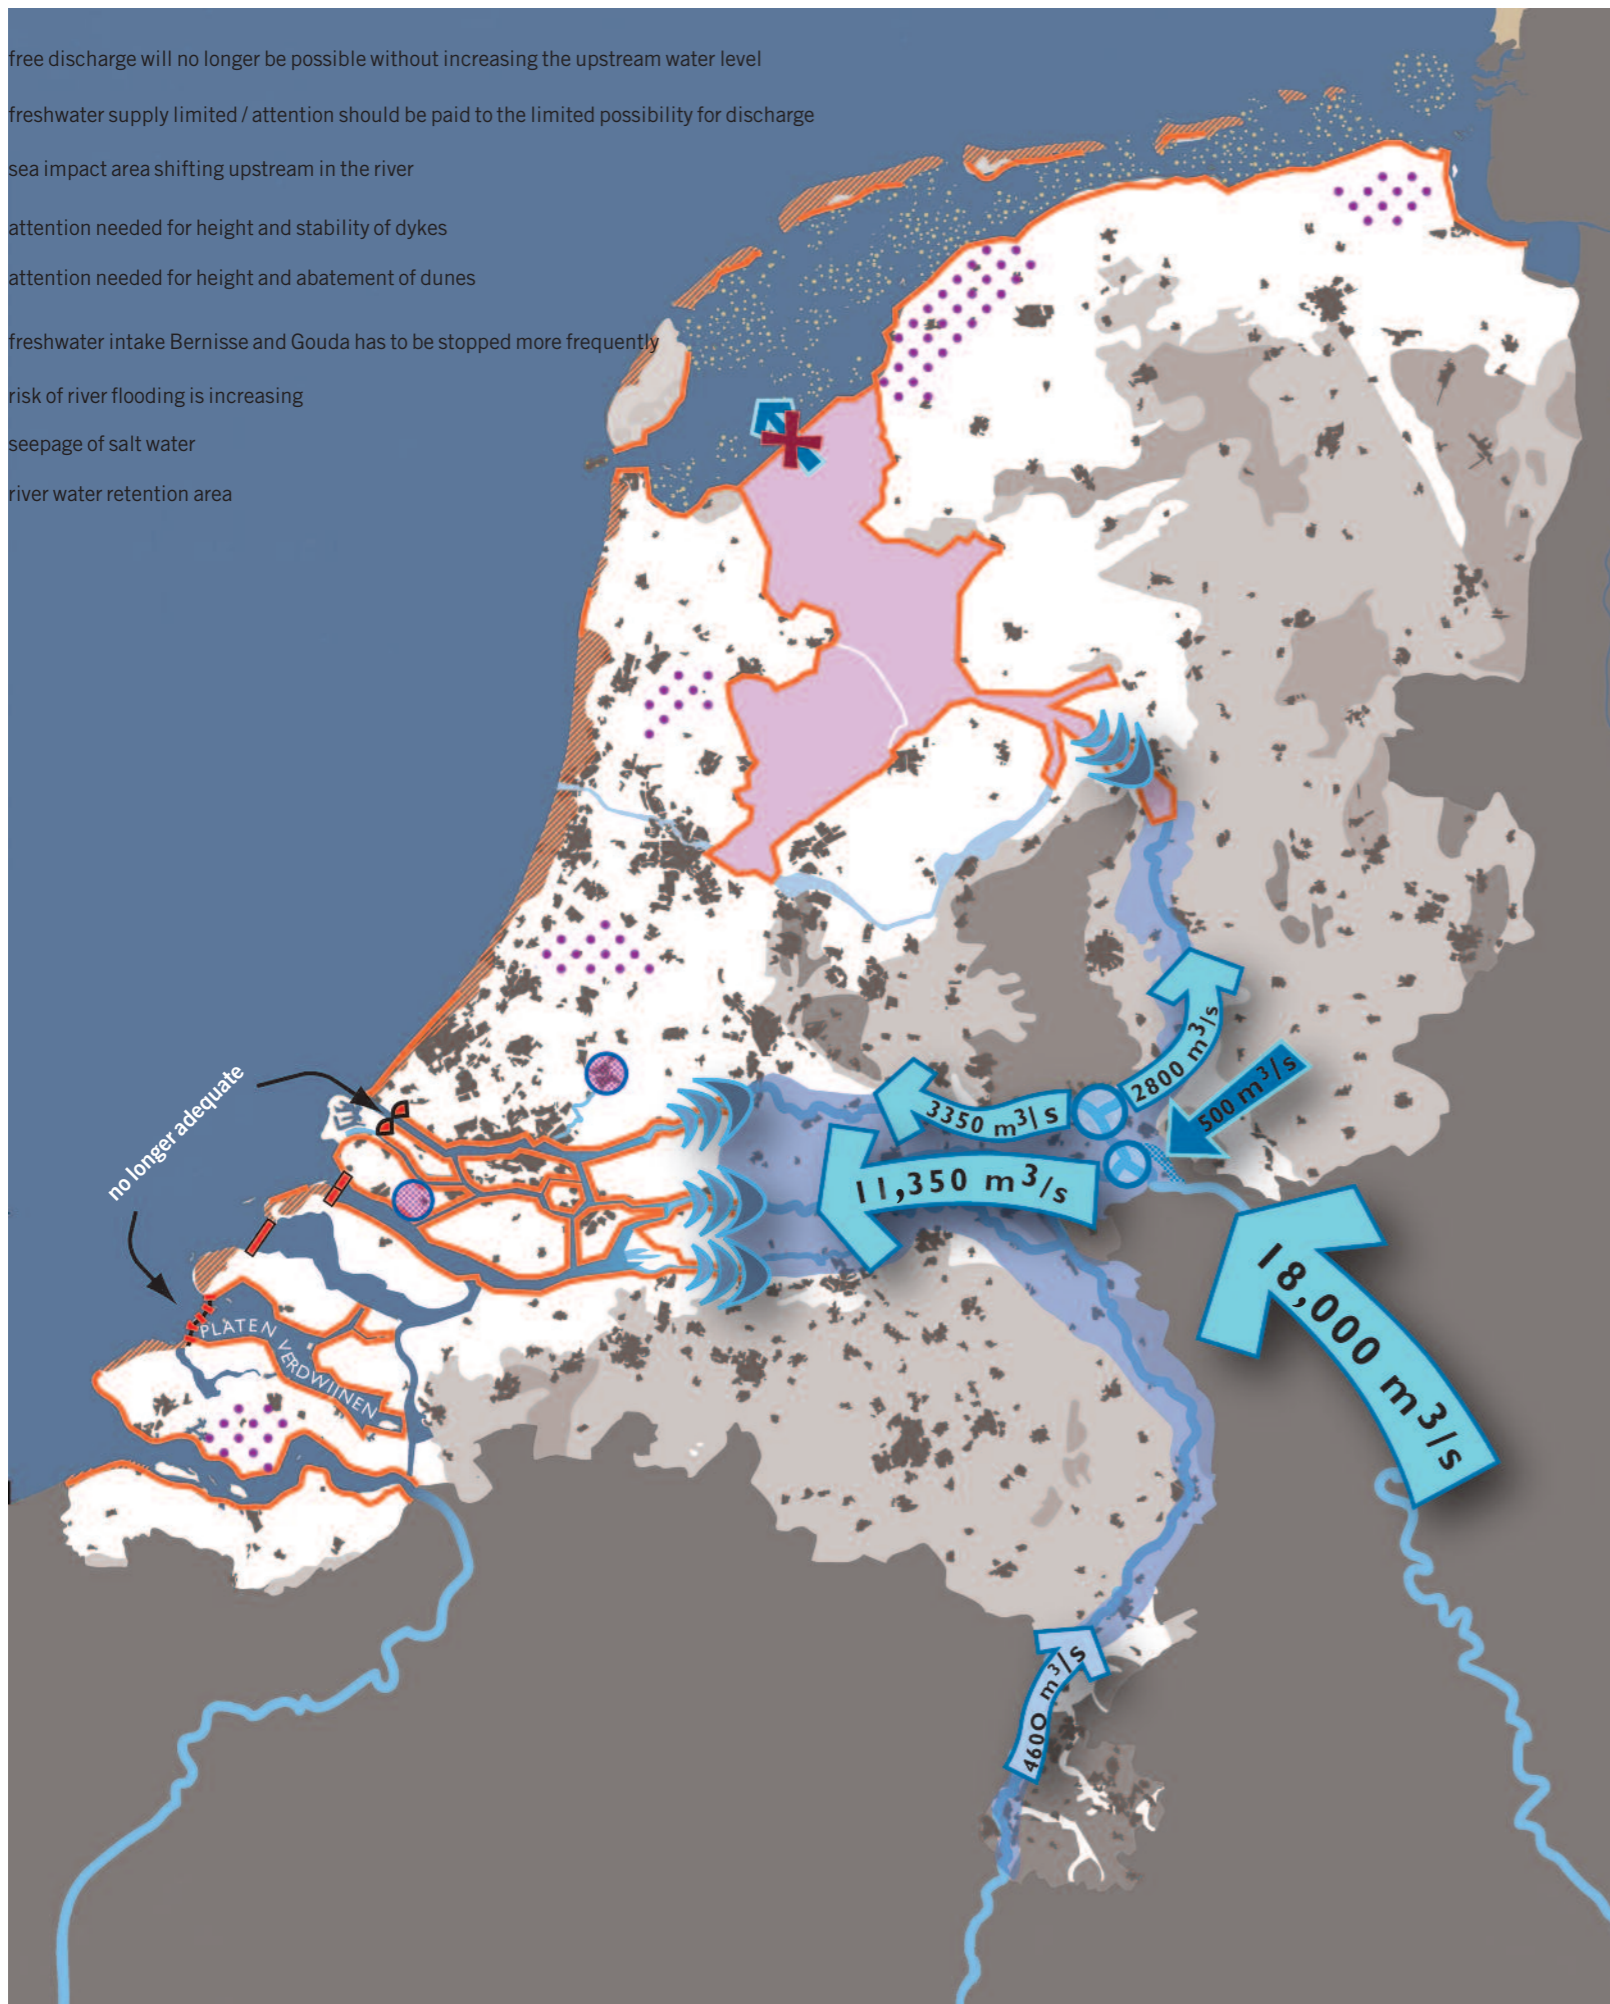 free discharge will no longer be possible without increasing the upstream water level
freshwater supply limited / attention should be paid to the limited possibility for discharge
sea impact area shifting upstream in the river
attention needed for height and stability of dykes
attention needed for height and abatement of dunes
freshwater intake Bernisse and Gouda has to be stopped more frequently
risk of river flooding is increasing
seepage of salt water
river water retention area
2800 m³/s
500 m³/s
3350 m³/s
11,350 m³/s
18,000 m³/s
no longer adequate
PLATEN VERDWIJNEN
4600 m³/s